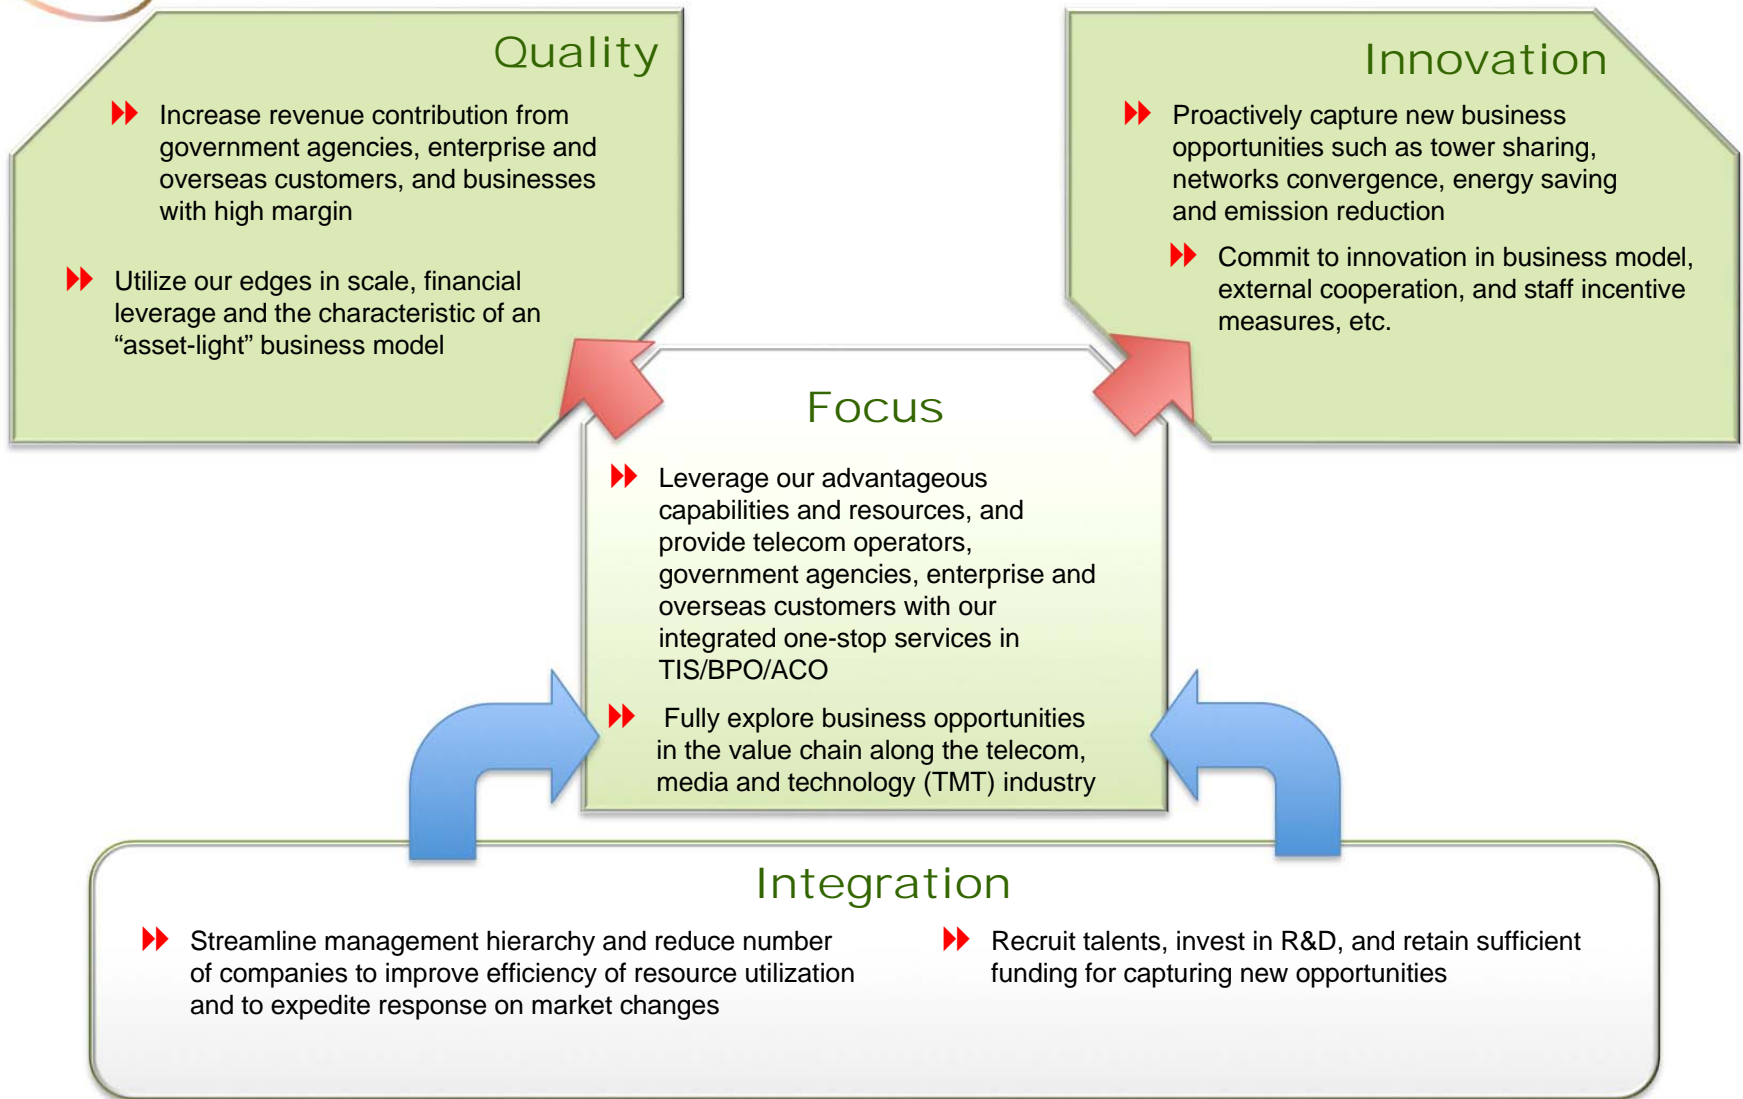 Quality
Increase revenue contribution from
government agencies, enterprise and
overseas customers, and businesses
with high margin
Utilize our edges in scale, financial
leverage and the characteristic of an
“asset-light” business model
Innovation
Proactively capture new business
opportunities such as tower sharing,
networks convergence, energy saving
and emission reduction
Commit to innovation in business model,
external cooperation, and staff incentive
measures, etc.
Focus
Leverage our advantageous
capabilities and resources, and
provide telecom operators,
government agencies, enterprise and
overseas customers with our
integrated one-stop services in
TIS/BPO/ACO
Fully explore business opportunities
in the value chain along the telecom,
media and technology (TMT) industry
Integration
Streamline management hierarchy and reduce number
of companies to improve efficiency of resource utilization
and to expedite response on market changes
Recruit talents, invest in R&D, and retain sufficient
funding for capturing new opportunities